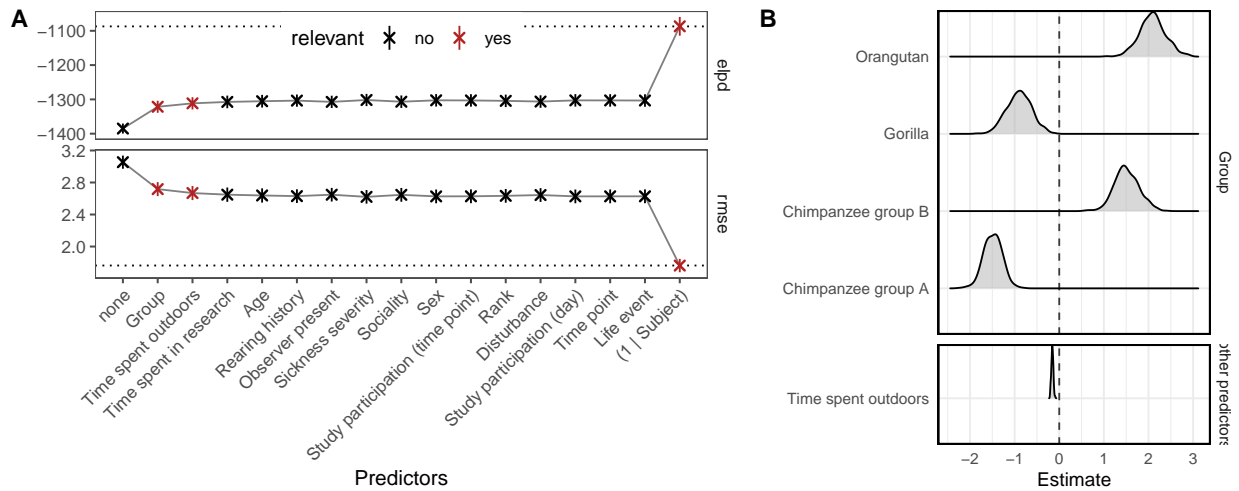 A
relevant no yes
−1100
−1200
−1300
−1400
elpd
3.2
2.8
2.4
2.0
rmse
none
Group
Time spent outdoors
Time spent in research
Age
Rearing history
Observer present
Sickness severity
Sociality
Sex
Study participation (time point)
Rank
Disturbance
Study participation (day)
Time point
Life event
(1 | Subject)
Predictors
B
Orangutan
Gorilla
Chimpanzee group B
Chimpanzee group A
Group
Time spent outdoors
other predictors
−2 −1 0 1 2 3
Estimate